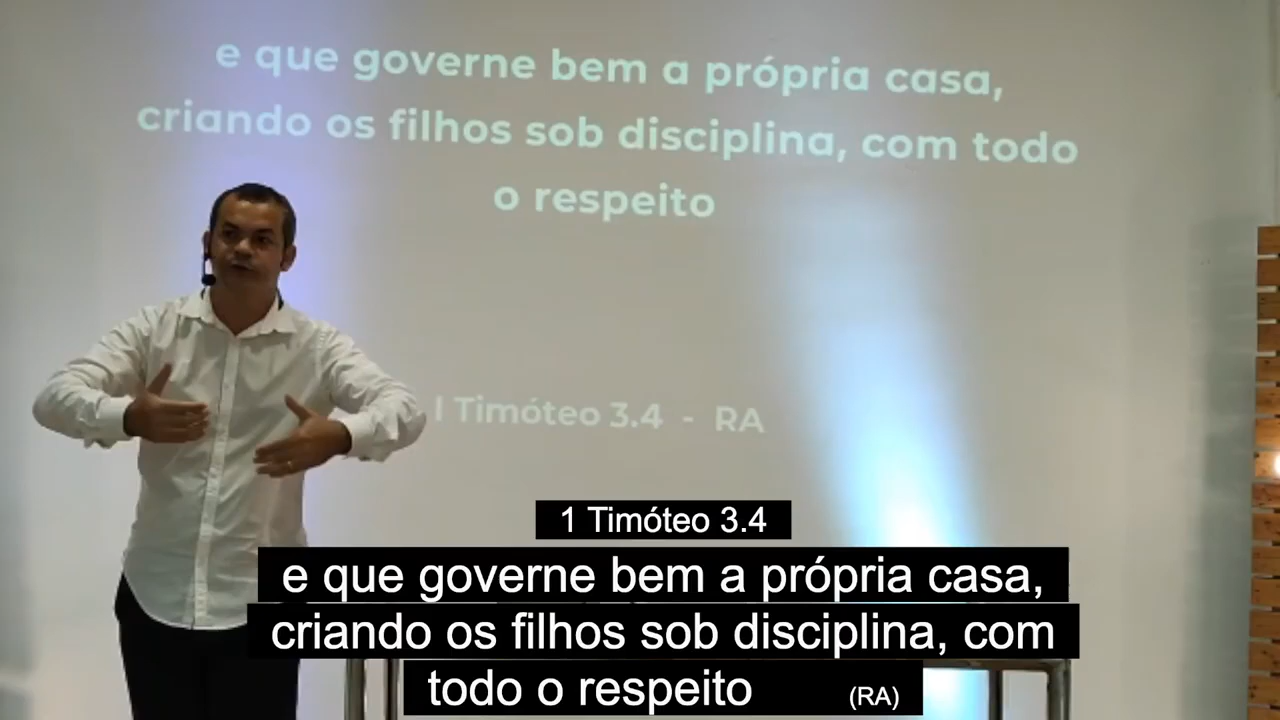 e que governe bem a própria casa,
criando os filhos sob disciplina, com todo
o respeito
I Timóteo 3.4 - RA
1 Timóteo 3.4
e que governe bem a própria casa,
criando os filhos sob disciplina, com
todo o respeito (RA)